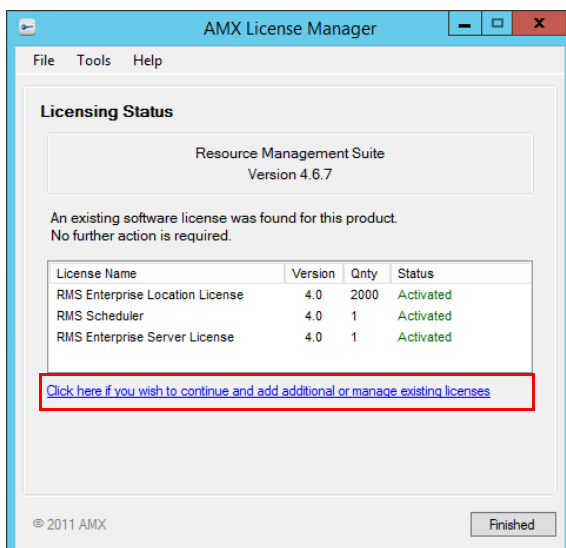 AMX License Manager
File Tools Help
Licensing Status
Resource Management Suite
Version 4.6.7
An existing software license was found for this product.
No further action is required.
License Name Version Qnty Status
RMS Enterprise Location License 4.0 2000 Activated
RMS Scheduler 4.0 1 Activated
RMS Enterprise Server License 4.0 1 Activated
Click here if you wish to continue and add additional or manage existing licenses
© 2011 AMX Finished